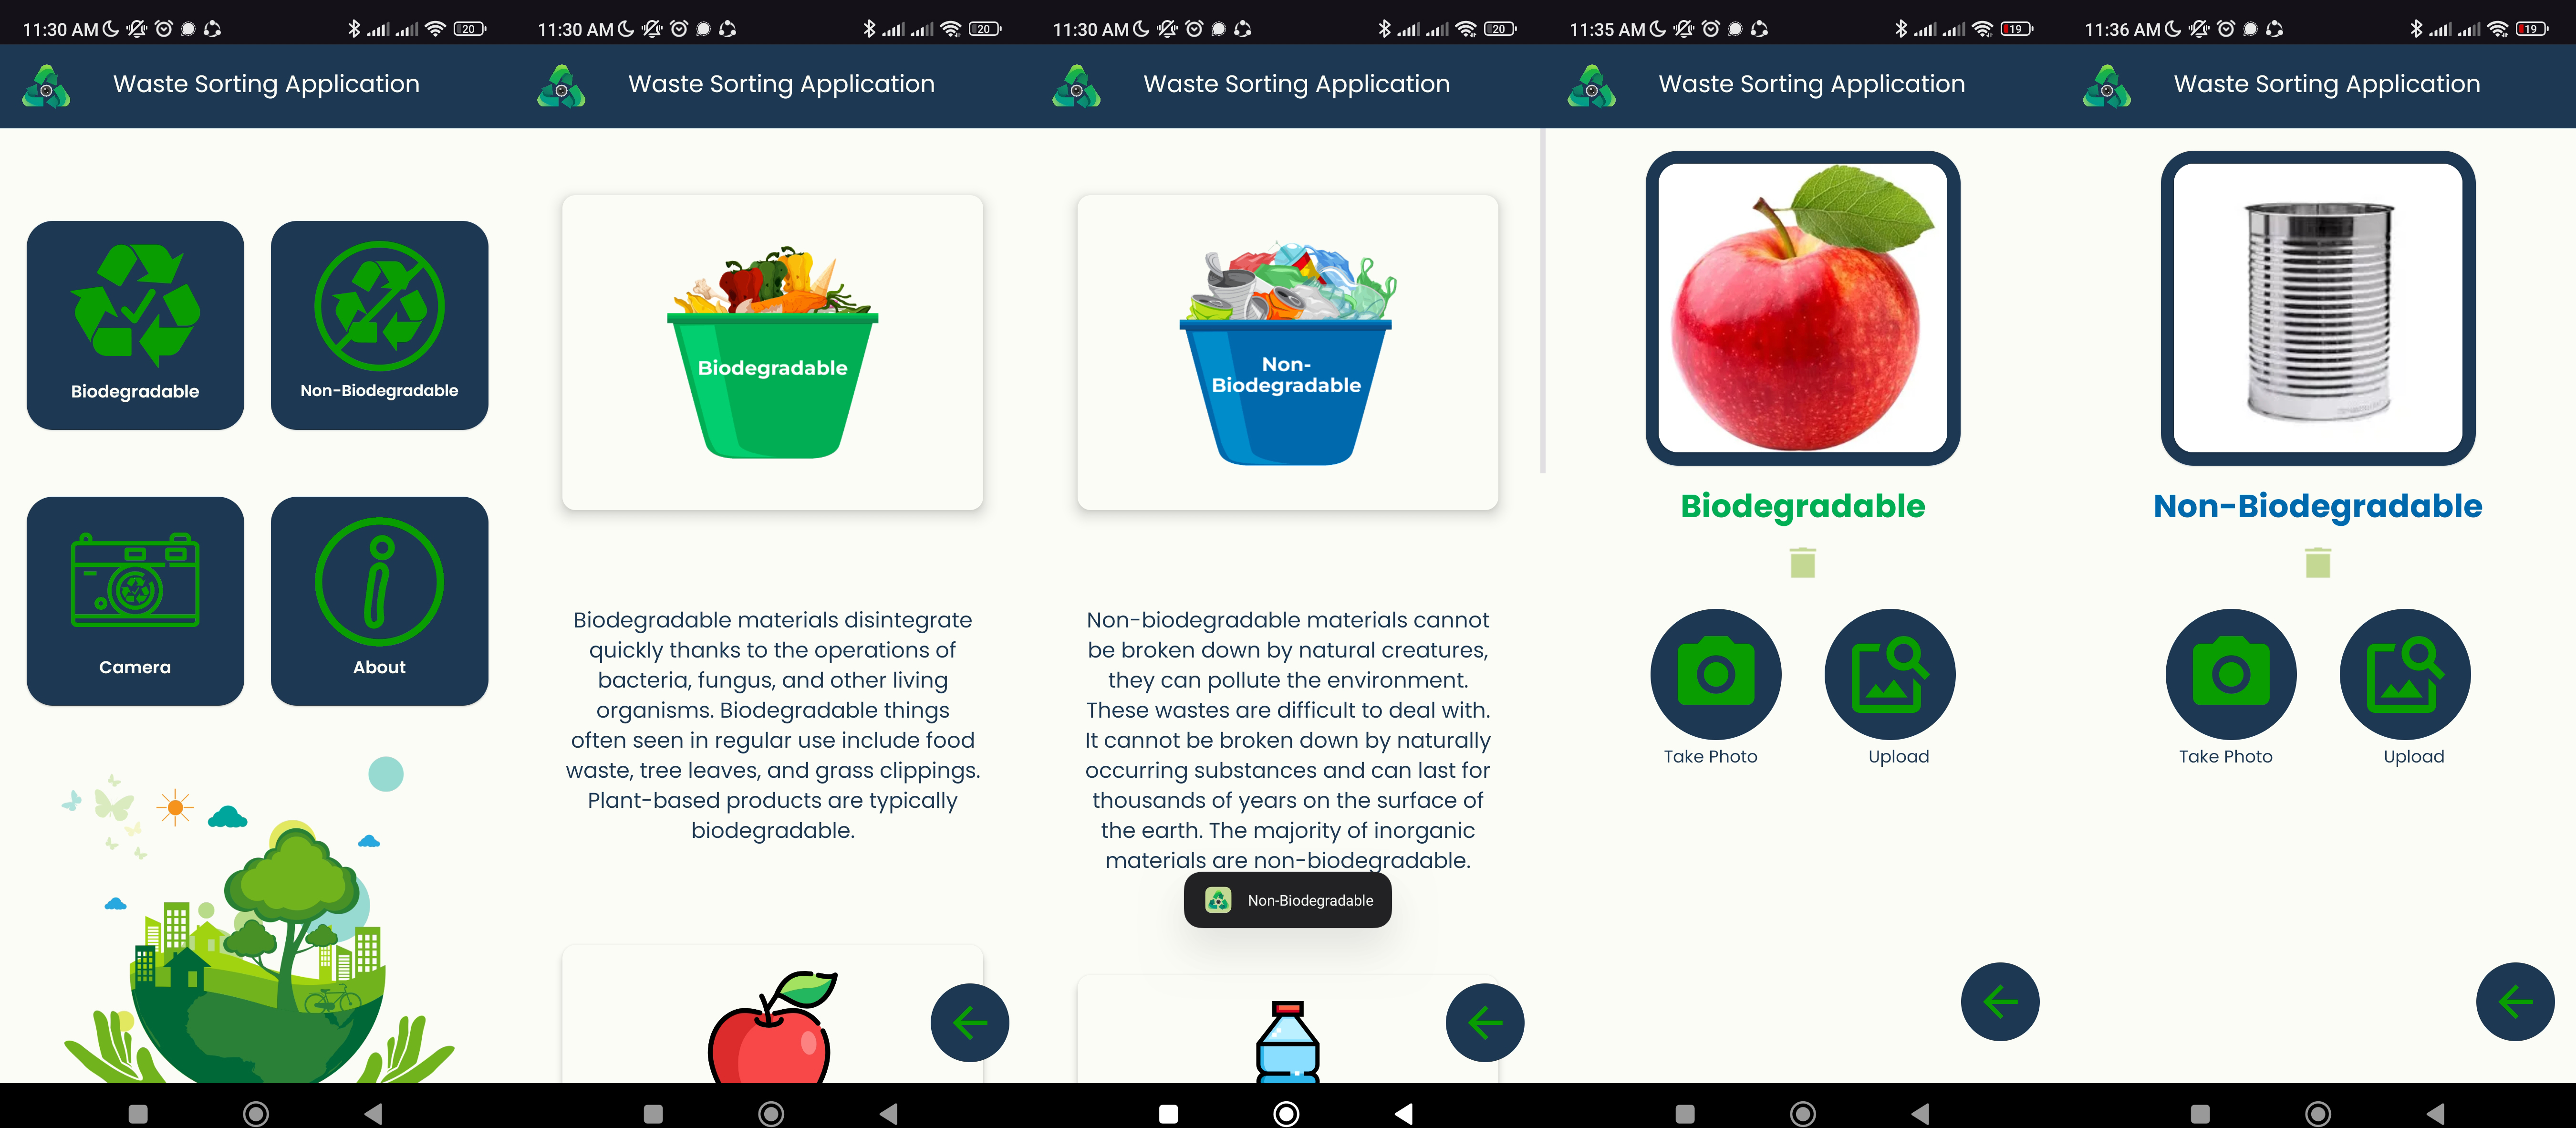 11:30 AM
20
Waste Sorting Application
Biodegradable
Non-Biodegradable
Camera
About
11:30 AM
20
Waste Sorting Application
Biodegradable
Biodegradable materials disintegrate
quickly thanks to the operations of
bacteria, fungus, and other living
organisms. Biodegradable things
often seen in regular use include food
waste, tree leaves, and grass clippings.
Plant-based products are typically
biodegradable.
11:30 AM
20
Waste Sorting Application
Non-
Biodegradable
Non-biodegradable materials cannot
be broken down by natural creatures,
they can pollute the environment.
These wastes are difficult to deal with.
It cannot be broken down by naturally
occurring substances and can last for
thousands of years on the surface of
the earth. The majority of inorganic
materials are non-biodegradable.
Non-Biodegradable
11:35 AM
19
Waste Sorting Application
Biodegradable
Take Photo
Upload
11:36 AM
19
Waste Sorting Application
Non-Biodegradable
Take Photo
Upload